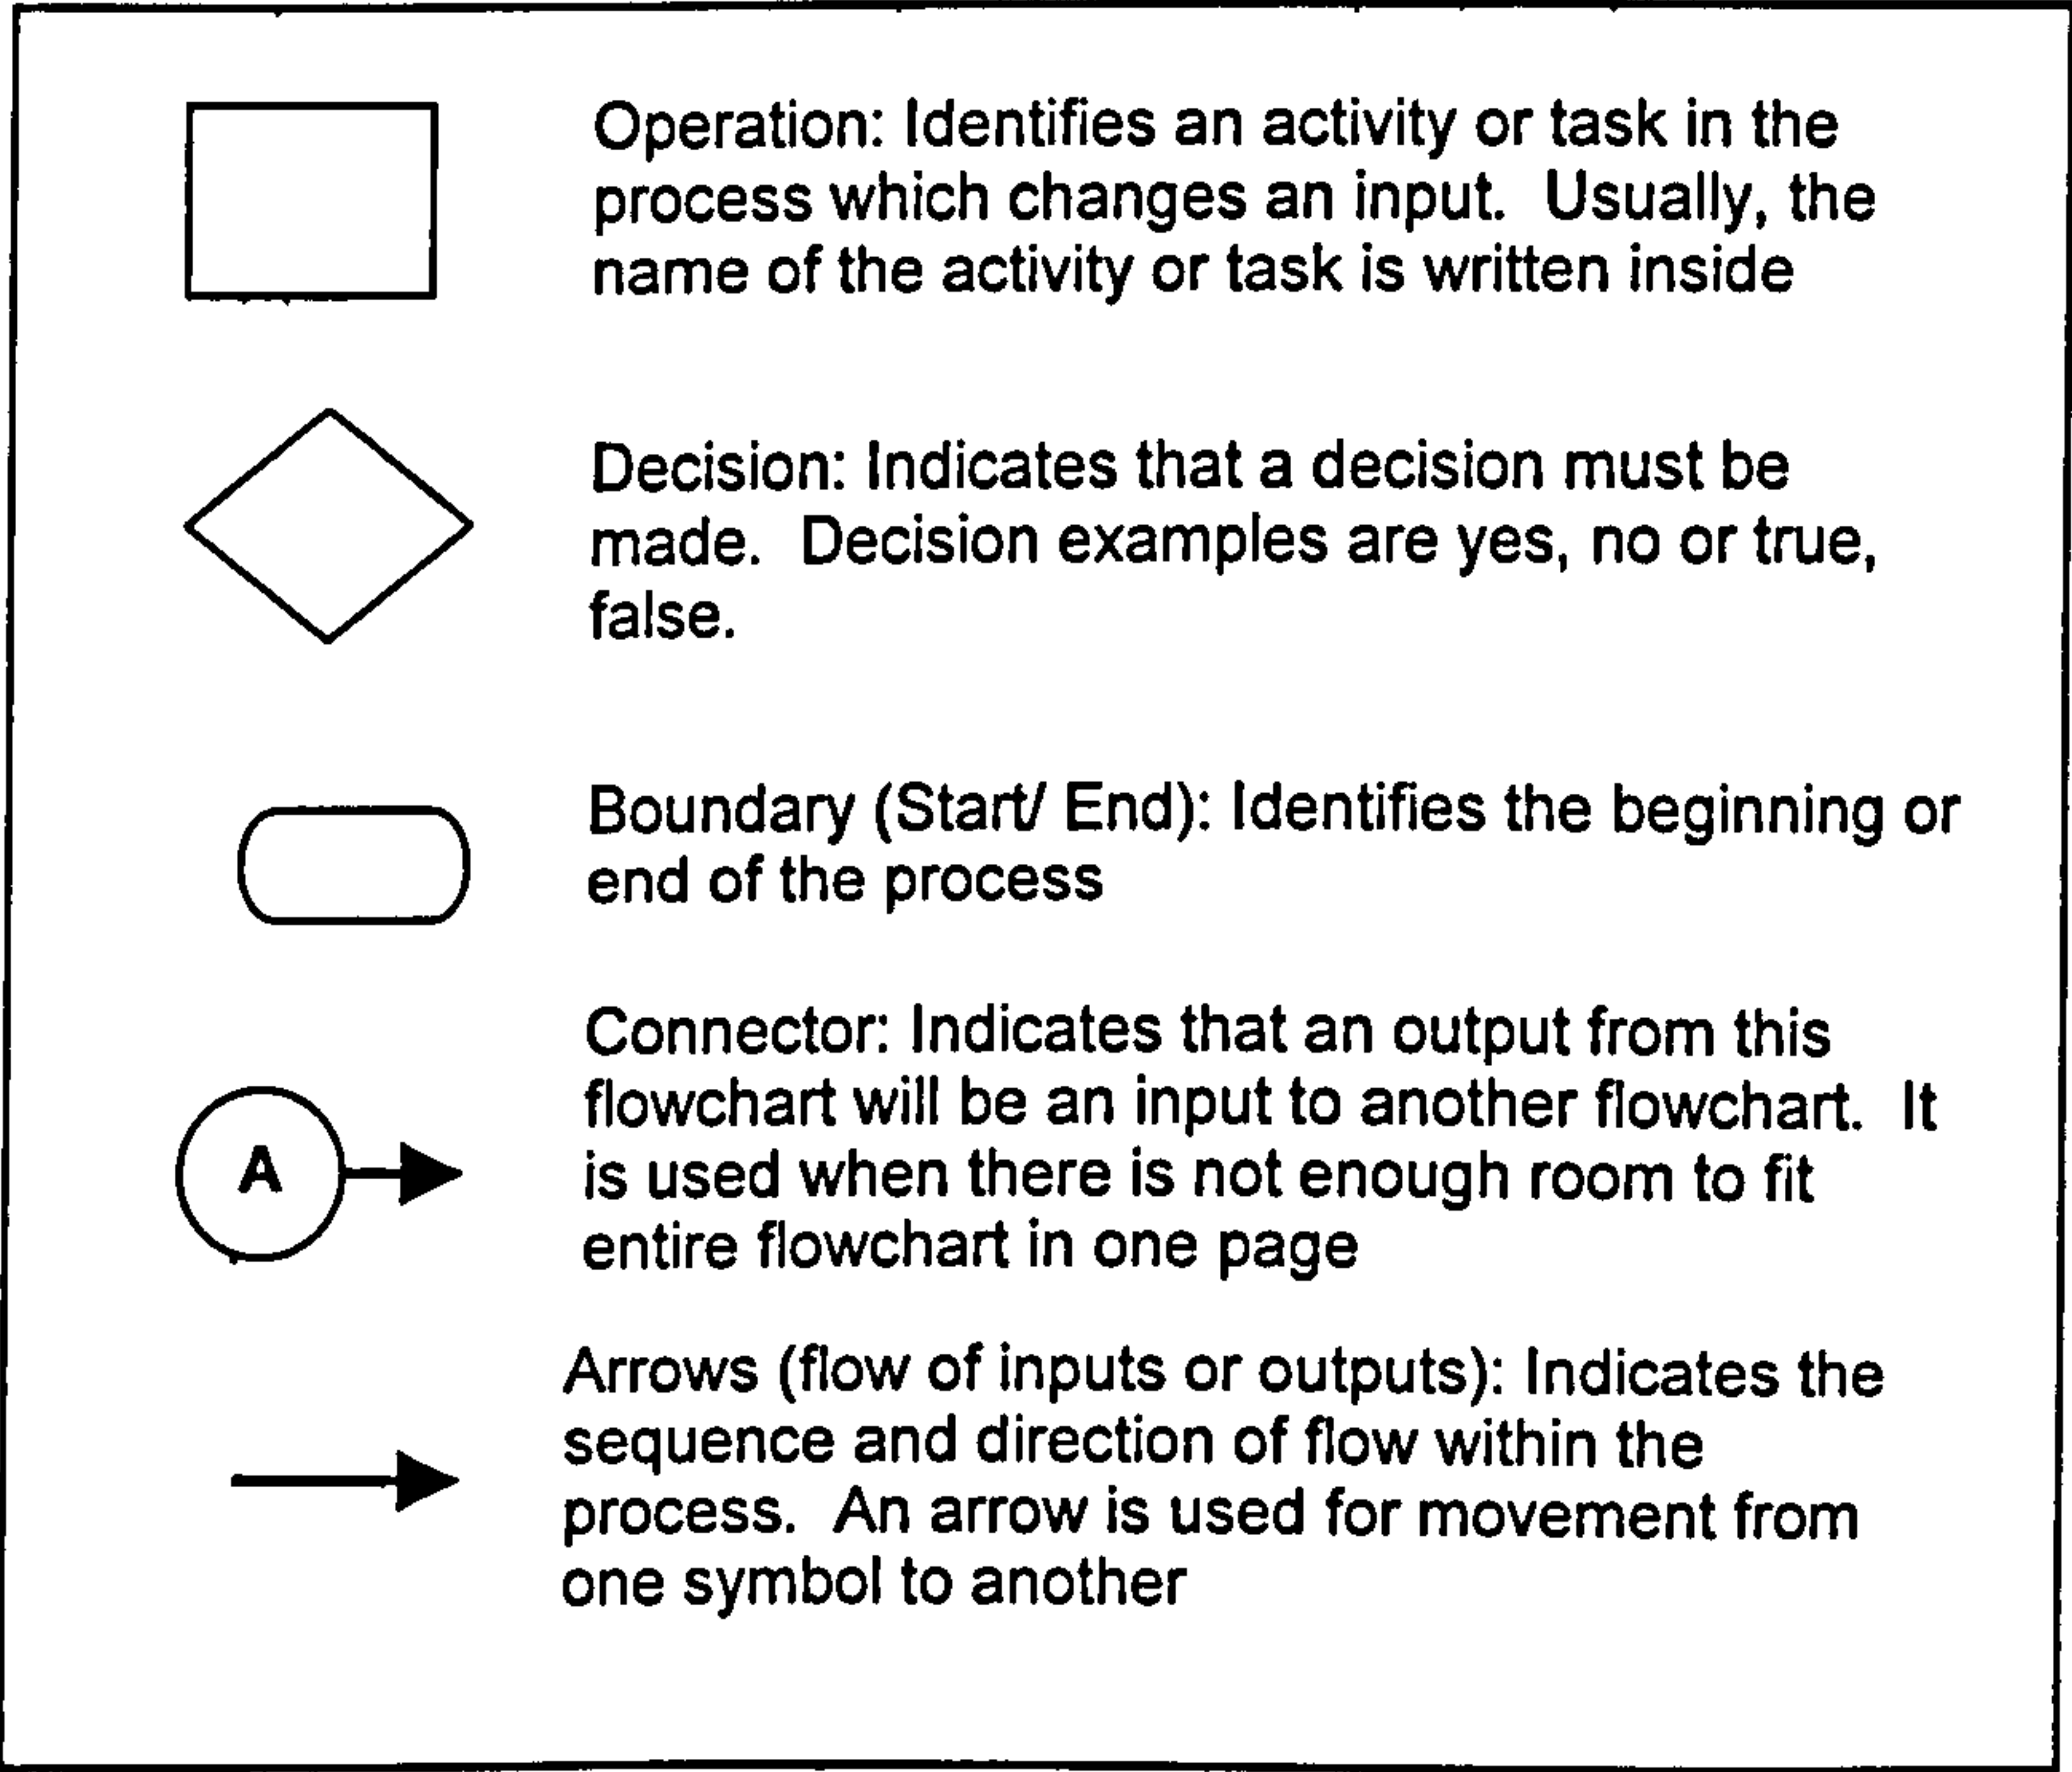 Operation: Identifies an activity or task in the
process which changes an input. Usually, the
name of the activity or task is written inside
Decision: Indicates that a decision must be
made. Decision examples are yes, no or true,
false.
Boundary (Start/ End): Identifies the beginning or
end of the process
Connector: Indicates that an output from this
flowchart will be an input to another flowchart. It
is used when there is not enough room to fit
entire flowchart in one page
A
Arrows (flow of inputs or outputs): Indicates the
sequence and direction of flow within the
process. An arrow is used for movement from
one symbol to another